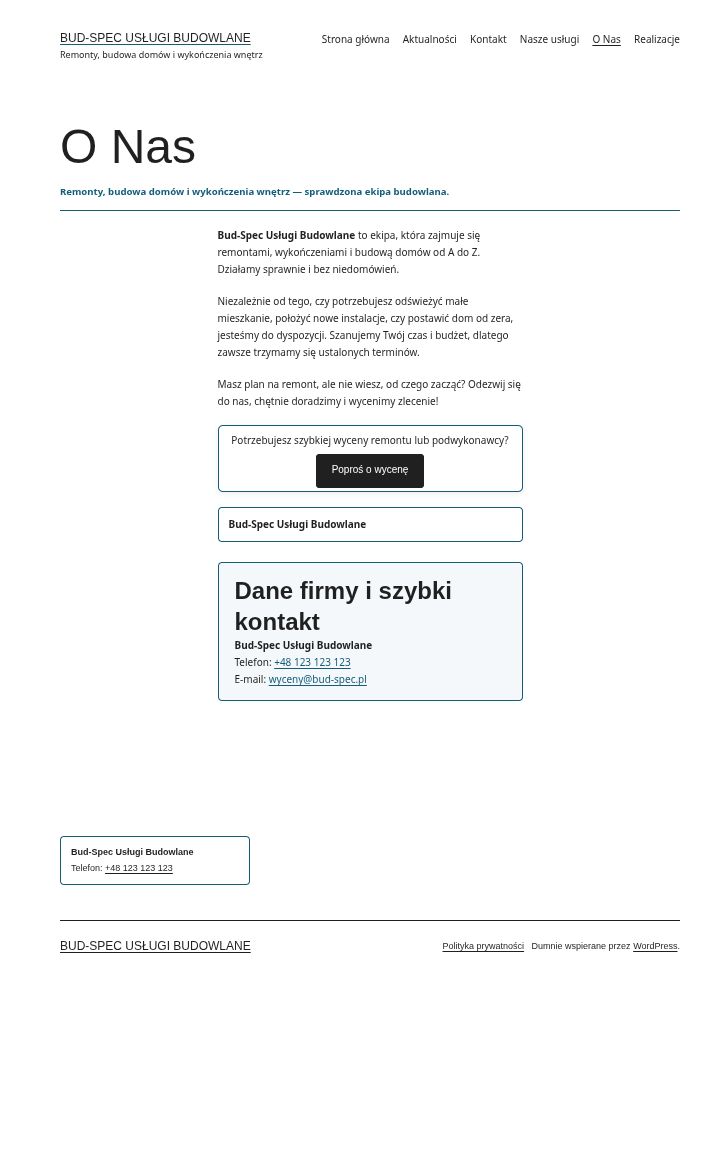 BUD-SPEC USŁUGI BUDOWLANE
Remonty, budowa domów i wykończenia wnętrz
Strona główna Aktualności Kontakt Nasze usługi O Nas Realizacje
O Nas
Remonty, budowa domów i wykończenia wnętrz — sprawdzona ekipa budowlana.
Bud-Spec Usługi Budowlane to ekipa, która zajmuje się
remontami, wykończeniami i budową domów od A do Z.
Działamy sprawnie i bez niedomówień.
Niezależnie od tego, czy potrzebujesz odświeżyć małe
mieszkanie, położyć nowe instalacje, czy postawić dom od zera,
jesteśmy do dyspozycji. Szanujemy Twój czas i budżet, dlatego
zawsze trzymamy się ustalonych terminów.
Masz plan na remont, ale nie wiesz, od czego zacząć? Odezwij się
do nas, chętnie doradzimy i wycenimy zlecenie!
Potrzebujesz szybkiej wyceny remontu lub podwykonawcy?
Poproś o wycenę
Bud-Spec Usługi Budowlane
Dane firmy i szybki
kontakt
Bud-Spec Usługi Budowlane
Telefon: +48 123 123 123
E-mail: wyceny@bud-spec.pl
Bud-Spec Usługi Budowlane
Telefon: +48 123 123 123
BUD-SPEC USŁUGI BUDOWLANE
Polityka prywatności Dumnie wspierane przez WordPress.